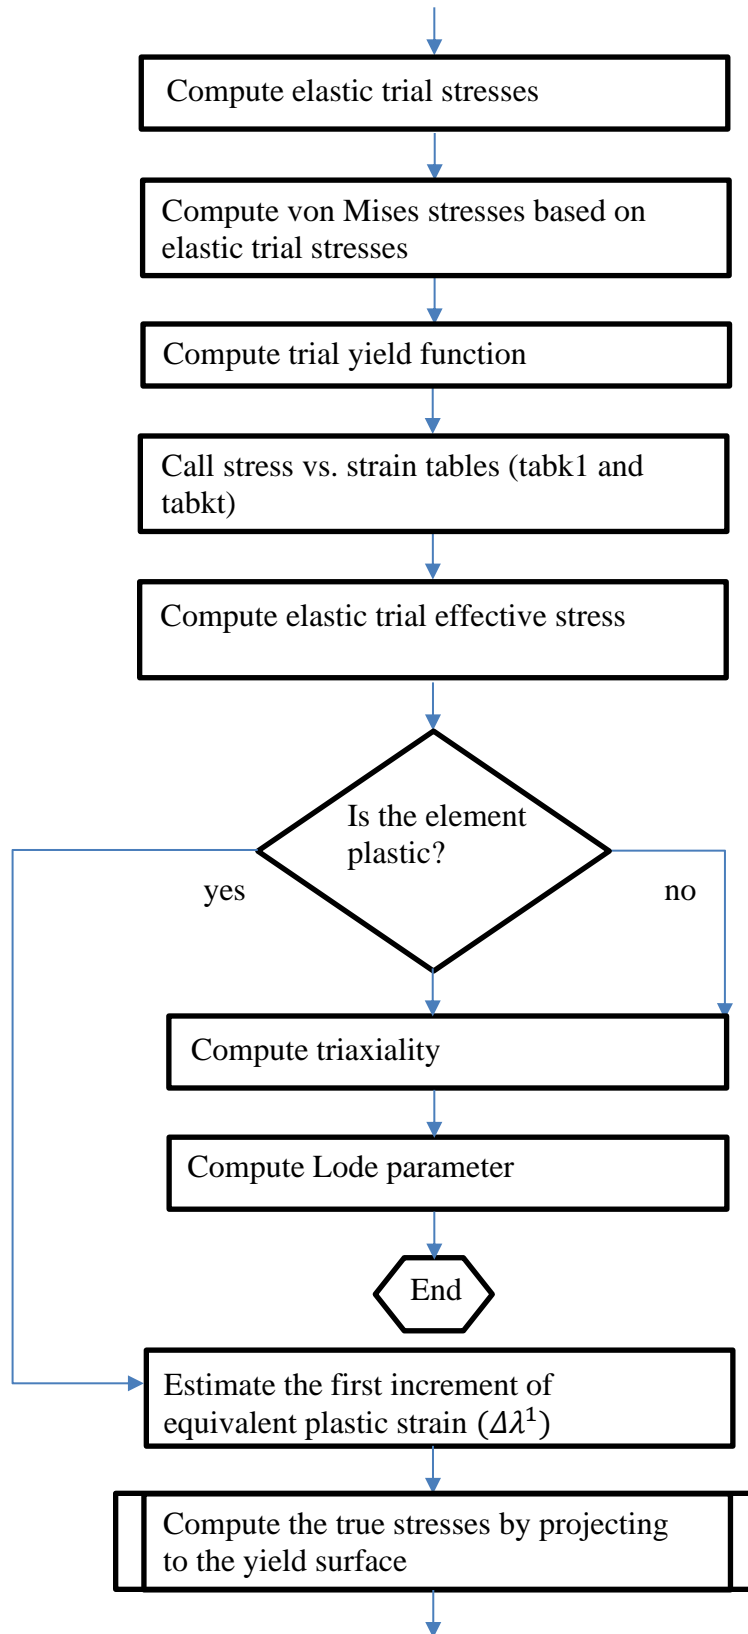 Compute elastic trial stresses
Compute von Mises stresses based on
elastic trial stresses
Compute trial yield function
Call stress vs. strain tables (tabk1 and
tabkt)
Compute elastic trial effective stress
Is the element
plastic?
yes
no
Compute triaxiality
Compute Lode parameter
End
Estimate the first increment of
equivalent plastic strain (Δλ¹)
Compute the true stresses by projecting
to the yield surface